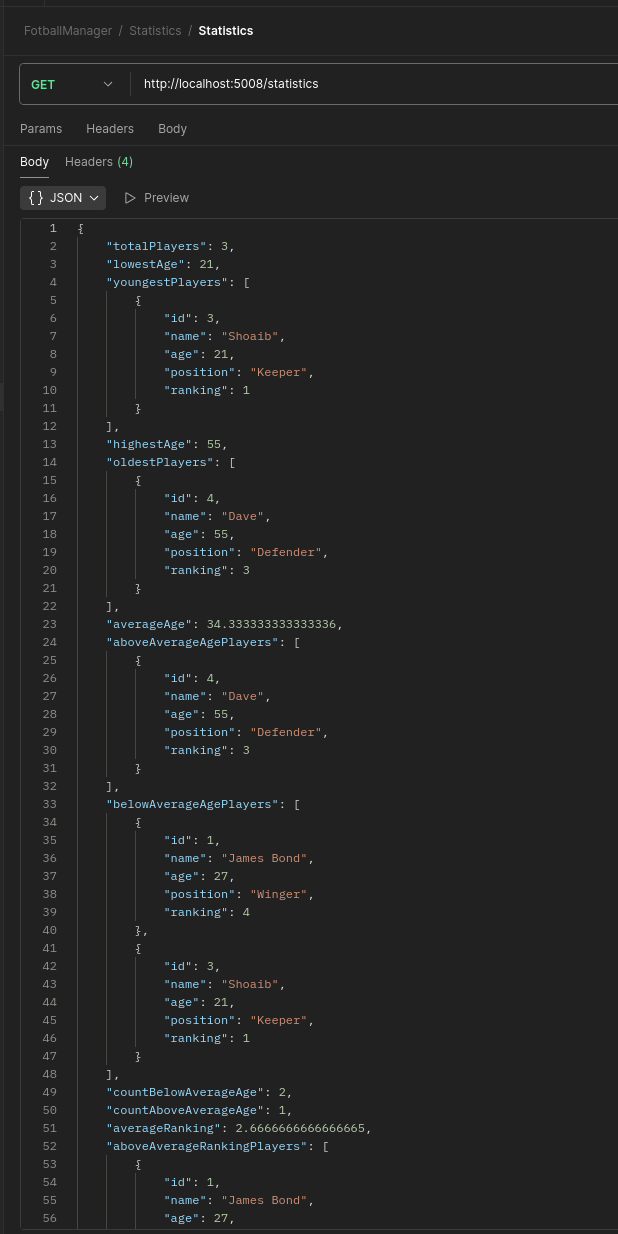 FotballManager / Statistics / Statistics
GET http://localhost:5008/statistics
Params Headers Body
Body Headers (4)
{} JSON Preview
1 {
2 "totalPlayers": 3,
3 "lowestAge": 21,
4 "youngestPlayers": [
5 {
6 "id": 3,
7 "name": "Shoaib",
8 "age": 21,
9 "position": "Keeper",
10 "ranking": 1
11 }
12 ],
13 "highestAge": 55,
14 "oldestPlayers": [
15 {
16 "id": 4,
17 "name": "Dave",
18 "age": 55,
19 "position": "Defender",
20 "ranking": 3
21 }
22 ],
23 "averageAge": 34.333333333333336,
24 "aboveAverageAgePlayers": [
25 {
26 "id": 4,
27 "name": "Dave",
28 "age": 55,
29 "position": "Defender",
30 "ranking": 3
31 }
32 ],
33 "belowAverageAgePlayers": [
34 {
35 "id": 1,
36 "name": "James Bond",
37 "age": 27,
38 "position": "Winger",
39 "ranking": 4
40 },
41 {
42 "id": 3,
43 "name": "Shoaib",
44 "age": 21,
45 "position": "Keeper",
46 "ranking": 1
47 }
48 ],
49 "countBelowAverageAge": 2,
50 "countAboveAverageAge": 1,
51 "averageRanking": 2.6666666666666665,
52 "aboveAverageRankingPlayers": [
53 {
54 "id": 1,
55 "name": "James Bond",
56 "age": 27,